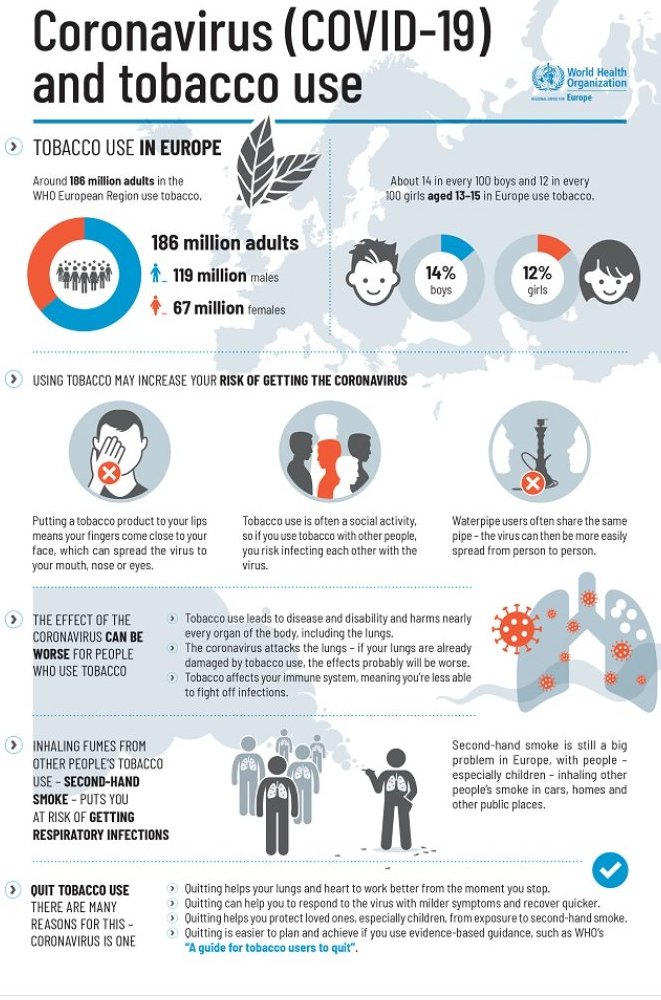 Coronavirus (COVID-19)
and tobacco use
World Health
Organization
REGIONAL OFFICE FOR Europe
TOBACCO USE IN EUROPE
Around 186 million adults in the
WHO European Region use tobacco.
186 million adults
119 million males
67 million females
About 14 in every 100 boys and 12 in every
100 girls aged 13–15 in Europe use tobacco.
14%
boys
12%
girls
USING TOBACCO MAY INCREASE YOUR RISK OF GETTING THE CORONAVIRUS
Putting a tobacco product to your lips
means your fingers come close to your
face, which can spread the virus to
your mouth, nose or eyes.
Tobacco use is often a social activity,
so if you use tobacco with other people,
you risk infecting each other with the
virus.
Waterpipe users often share the same
pipe – the virus can then be more easily
spread from person to person.
THE EFFECT OF THE
CORONAVIRUS CAN BE
WORSE FOR PEOPLE
WHO USE TOBACCO
Tobacco use leads to disease and disability and harms nearly
every organ of the body, including the lungs.
The coronavirus attacks the lungs – if your lungs are already
damaged by tobacco use, the effects probably will be worse.
Tobacco affects your immune system, meaning you're less able
to fight off infections.
INHALING FUMES FROM
OTHER PEOPLE'S TOBACCO
USE – SECOND-HAND
SMOKE – PUTS YOU
AT RISK OF GETTING
RESPIRATORY INFECTIONS
Second-hand smoke is still a big
problem in Europe, with people –
especially children – inhaling other
people's smoke in cars, homes and
other public places.
QUIT TOBACCO USE
THERE ARE MANY
REASONS FOR THIS –
CORONAVIRUS IS ONE
Quitting helps your lungs and heart to work better from the moment you stop.
Quitting can help you to respond to the virus with milder symptoms and recover quicker.
Quitting helps you protect loved ones, especially children, from exposure to second-hand smoke.
Quitting is easier to plan and achieve if you use evidence-based guidance, such as WHO's
"A guide for tobacco users to quit".